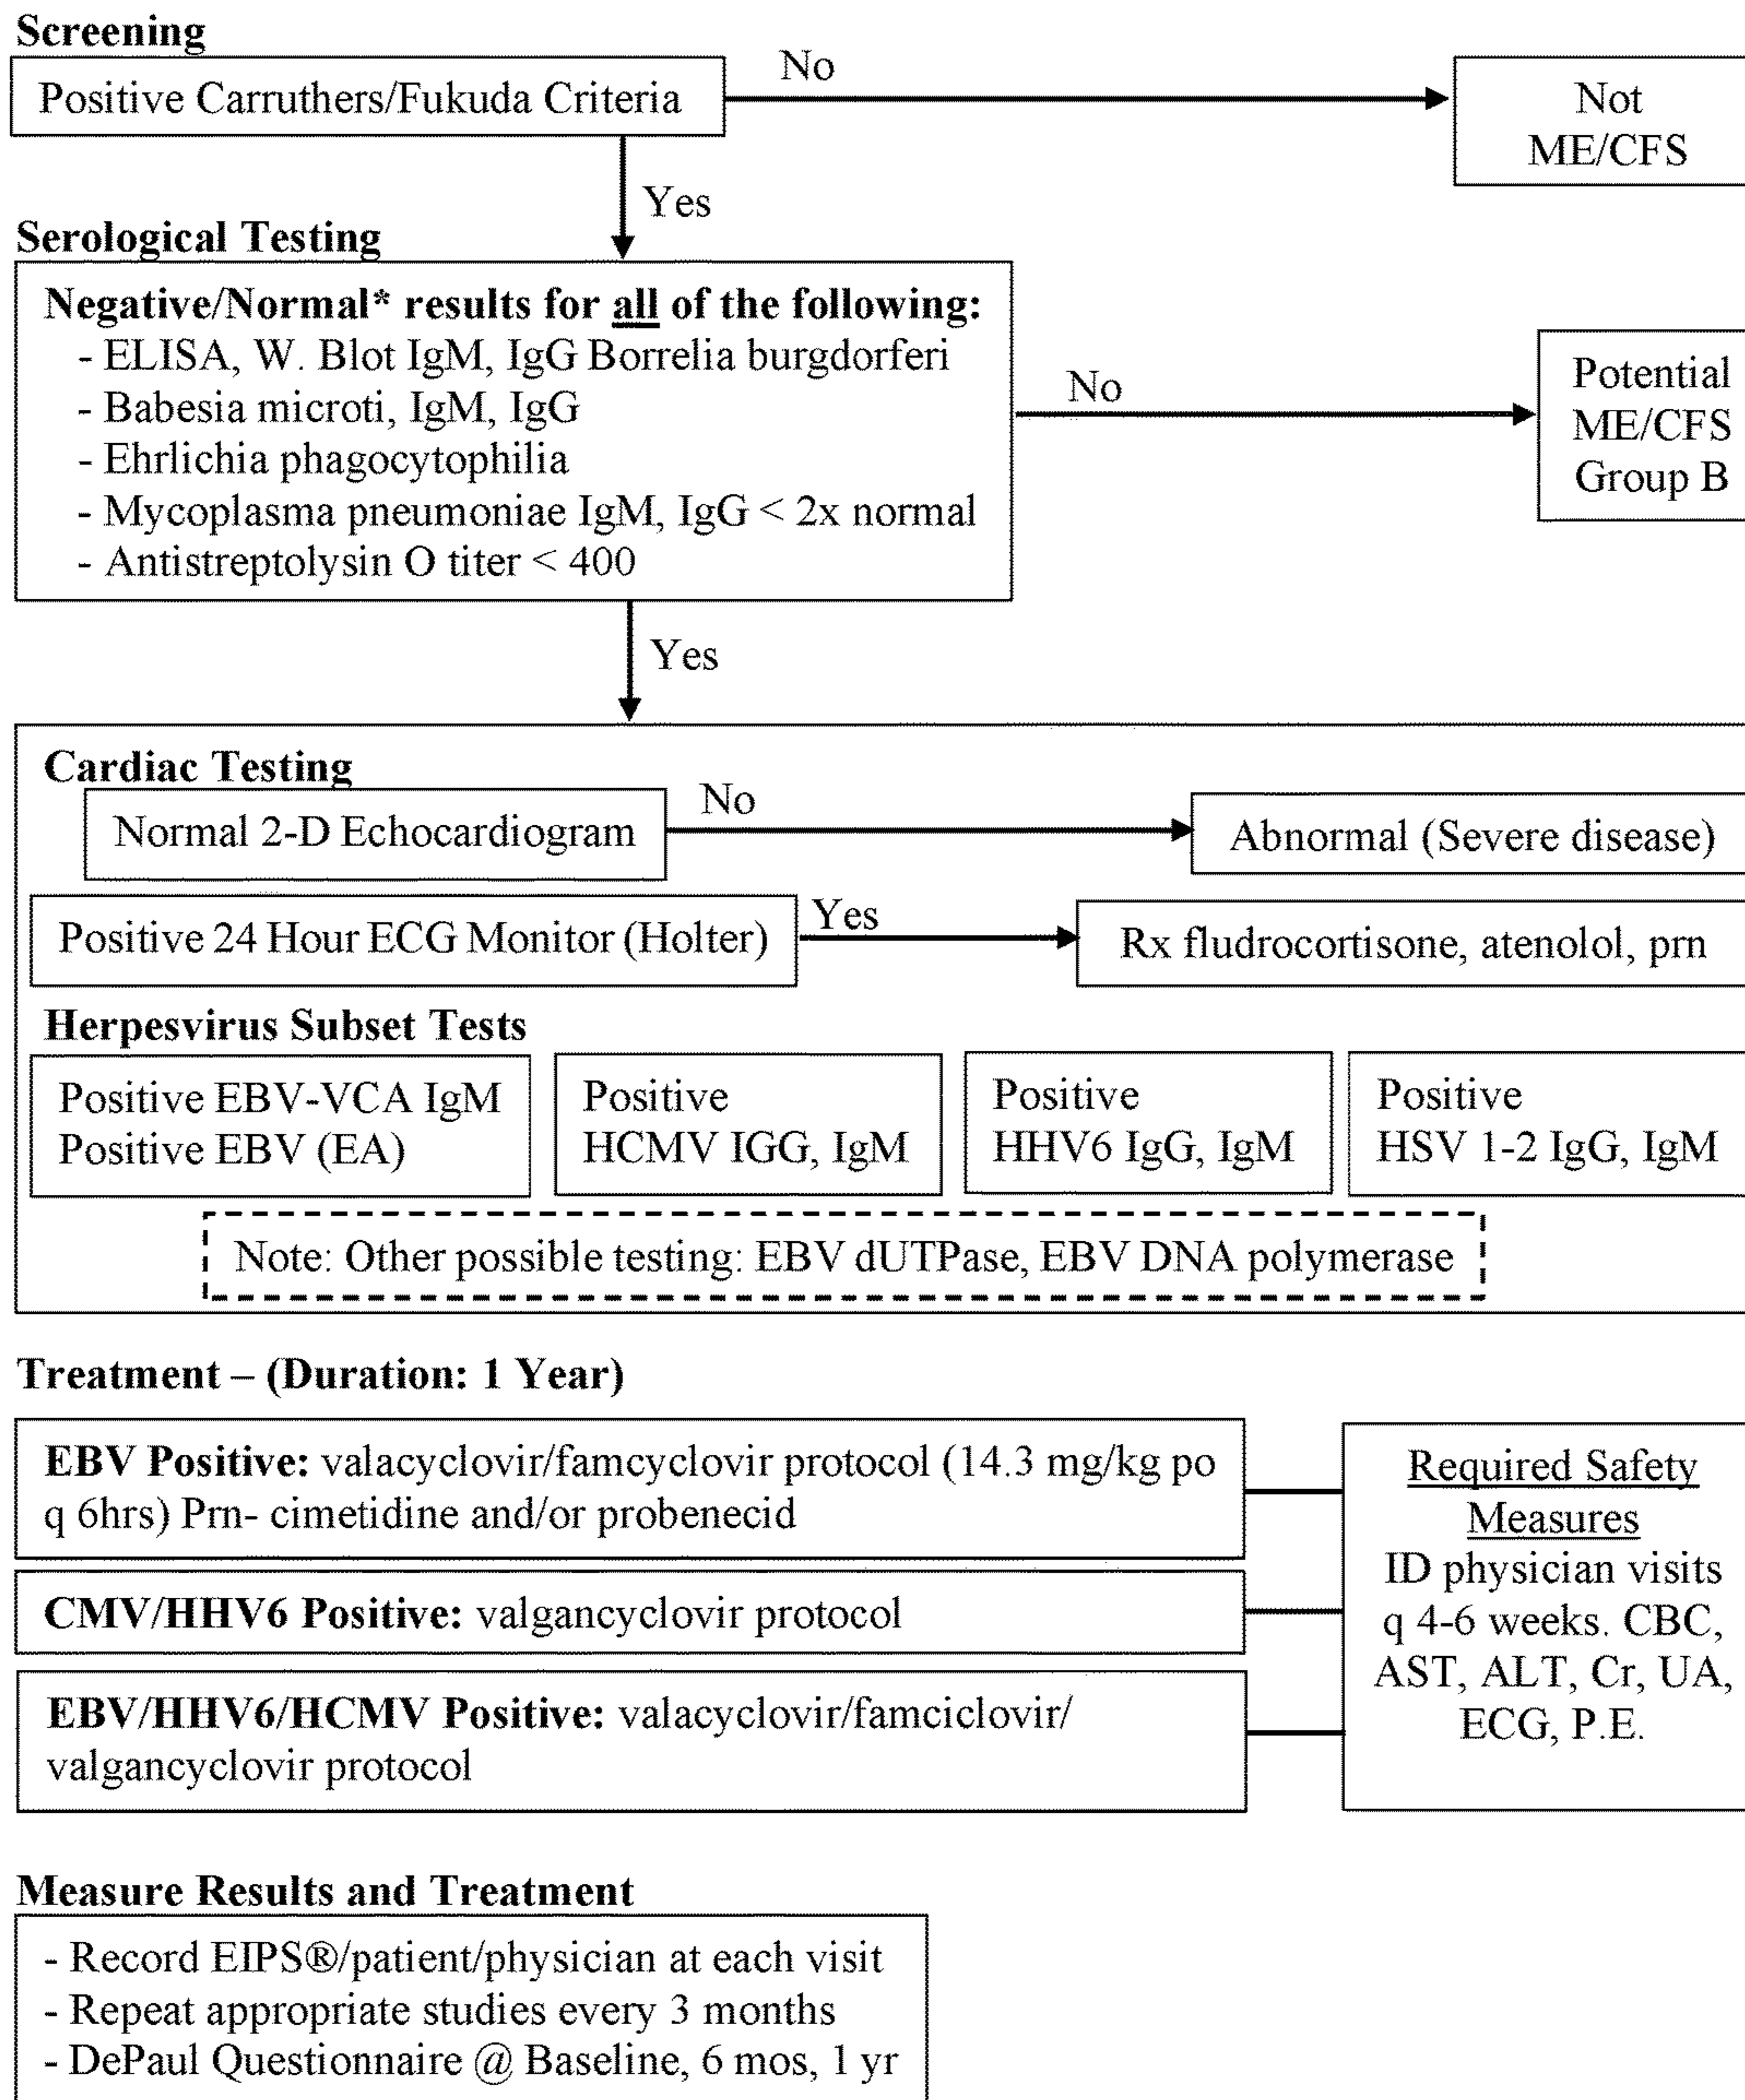 Screening
Positive Carruthers/Fukuda Criteria
No
Not
ME/CFS
Yes
Serological Testing
Negative/Normal* results for all of the following:
- ELISA, W. Blot IgM, IgG Borrelia burgdorferi
- Babesia microti, IgM, IgG
- Ehrlichia phagocytophilia
- Mycoplasma pneumoniae IgM, IgG < 2x normal
- Antistreptolysin O titer < 400
No
Potential
ME/CFS
Group B
Yes
Cardiac Testing
Normal 2-D Echocardiogram
No
Abnormal (Severe disease)
Positive 24 Hour ECG Monitor (Holter)
Yes
Rx fludrocortisone, atenolol, prn
Herpesvirus Subset Tests
Positive EBV-VCA IgM
Positive EBV (EA)
Positive
HCMV IGG, IgM
Positive
HHV6 IgG, IgM
Positive
HSV 1-2 IgG, IgM
Note: Other possible testing: EBV dUTPase, EBV DNA polymerase
Treatment – (Duration: 1 Year)
EBV Positive: valacyclovir/famcyclovir protocol (14.3 mg/kg po
q 6hrs) Prn- cimetidine and/or probenecid
CMV/HHV6 Positive: valgancyclovir protocol
EBV/HHV6/HCMV Positive: valacyclovir/famciclovir/
valgancyclovir protocol
Required Safety
Measures
ID physician visits
q 4-6 weeks. CBC,
AST, ALT, Cr, UA,
ECG, P.E.
Measure Results and Treatment
- Record EIPS®/patient/physician at each visit
- Repeat appropriate studies every 3 months
- DePaul Questionnaire @ Baseline, 6 mos, 1 yr